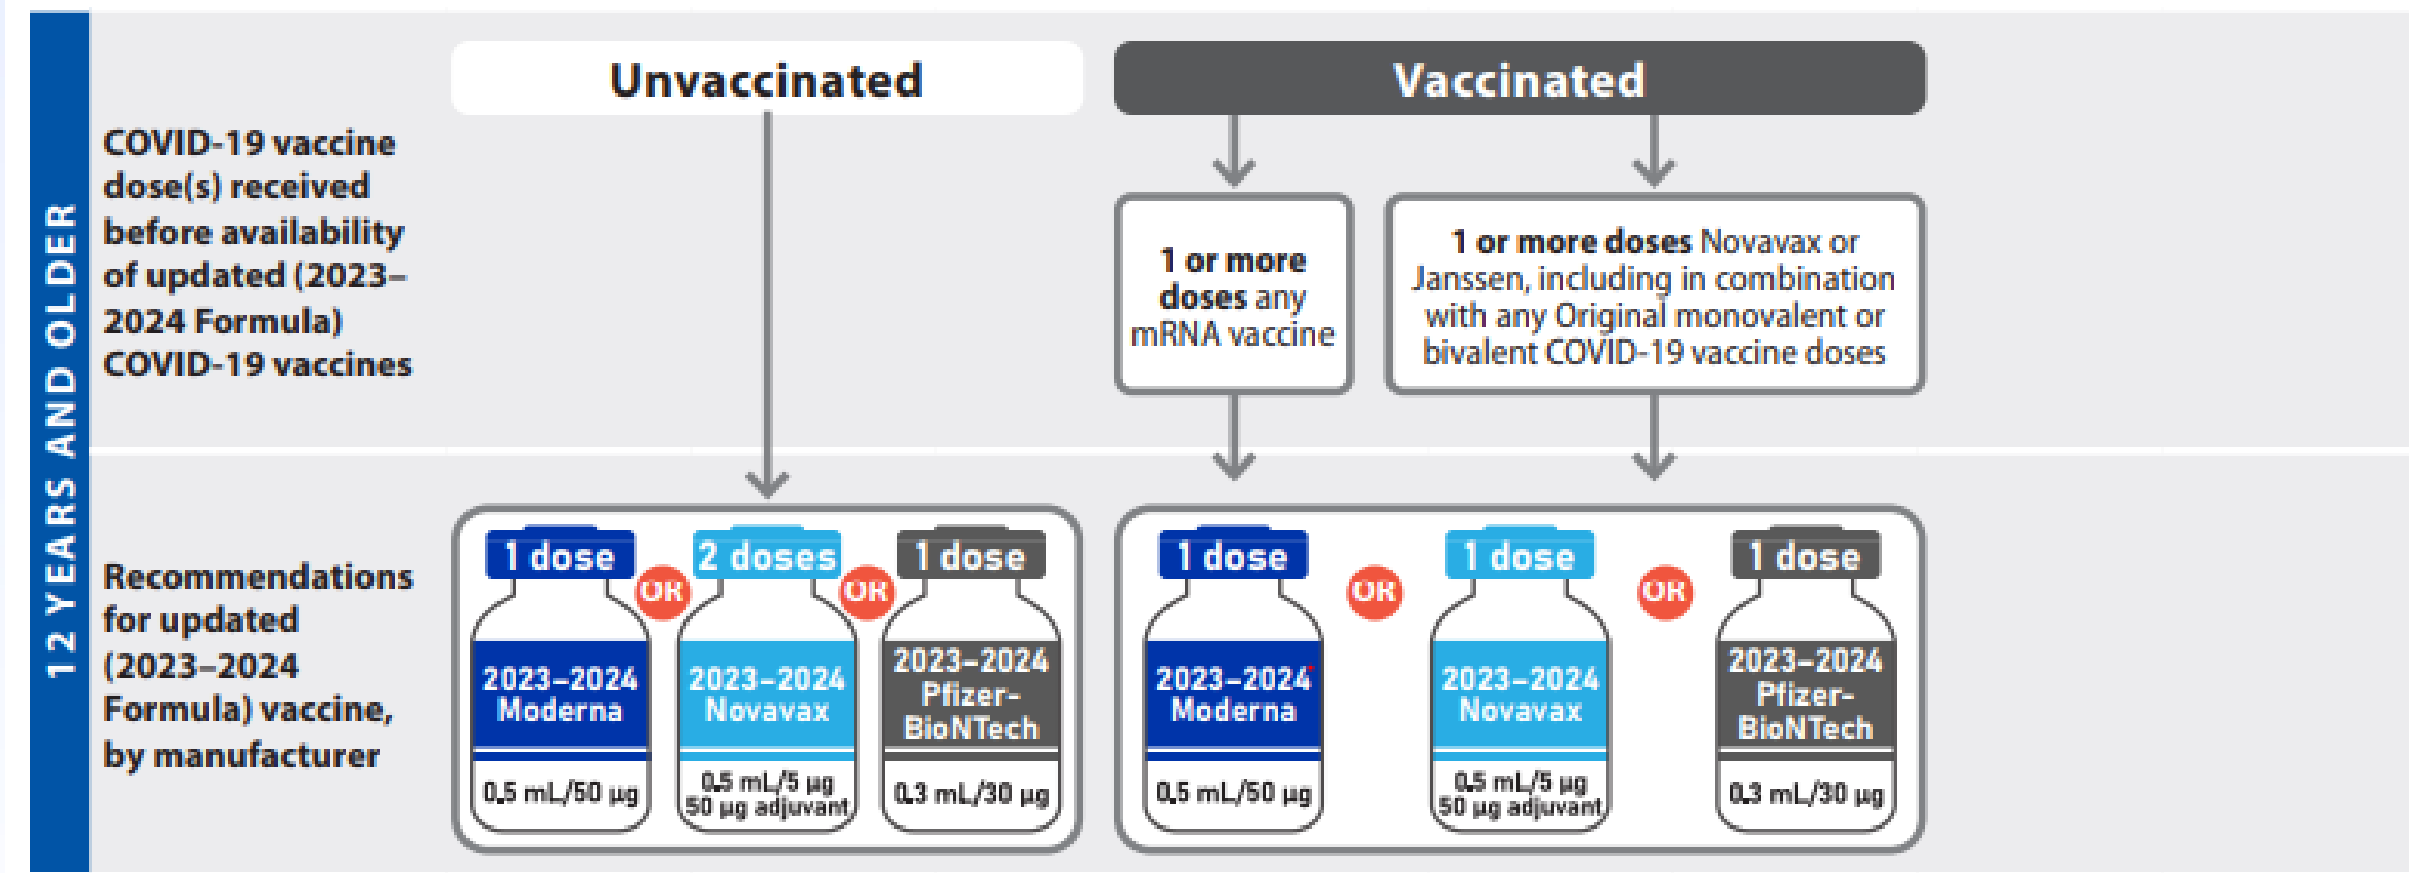 12 YEARS AND OLDER
COVID-19 vaccine
dose(s) received
before availability
of updated (2023–
2024 Formula)
COVID-19 vaccines
Unvaccinated
Vaccinated
1 or more
doses any
mRNA vaccine
1 or more doses Novavax or
Janssen, including in combination
with any Original monovalent or
bivalent COVID-19 vaccine doses
Recommendations
for updated
(2023–2024
Formula) vaccine,
by manufacturer
1 dose
2023–2024
Moderna
0.5 mL/50 µg
OR
2 doses
2023–2024
Novavax
0.5 mL/5 µg
50 µg adjuvant
OR
1 dose
2023–2024
Pfizer-
BioNTech
0.3 mL/30 µg
1 dose
2023–2024
Moderna
0.5 mL/50 µg
OR
1 dose
2023–2024
Novavax
0.5 mL/5 µg
50 µg adjuvant
OR
1 dose
2023–2024
Pfizer-
BioNTech
0.3 mL/30 µg